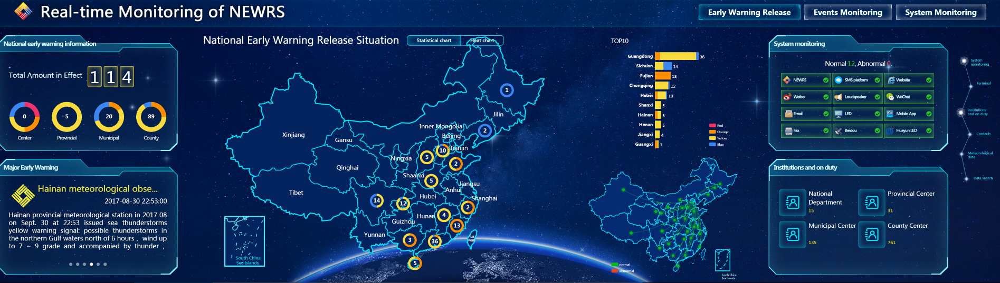 Real-time Monitoring of NEWRS
Early Warning Release
Events Monitoring
System Monitoring
National early warning information
Total Amount in Effect 1 1 4
0
5
20
89
Center
Provincial
Municipal
County
Major Early Warning
Hainan meteorological obse...
2017-08-30 22:53:00
Hainan provincial meteorological station in 2017 08
on Sept. 30 at 22:53 issued sea thunderstorms
yellow warning signal: possible thunderstorms in
the northern Gulf waters north of 6 hours , wind up
to 7 ~ 9 grade and accompanied by thunder ,
National Early Warning Release Situation
Statistical chart
Heat chart
1
Jilin
Inner Mongolia
2
Xinjiang
Beijing
Gansu
Tianjin
10
Ningxia
5
2
Qinghai
Shaanxi
5
Jiangsu
Anhui
Tibet
Hubei
Shanghai
14
12
2
Hunan
4
Guizhou
13
Yunnan
Tai
wan
3
36
South China
Sea Islands
5
TOP10
Guangdong 36
Sichuan 14
Fujian 13
Chongqing 12
Hebei 10
Shanxi 5
Hainan 5
Henan 5
Jiangxi 4
Guangxi 3
Red
Orange
Yellow
Blue
normal
abnormal
South China
Sea Islands
System monitoring
Normal 12, Abnormal 0.
NEWRS
SMS platform
Website
Weibo
Loudspeaker
WeChat
Email
LED
Mobile App
Fax
Beidou
Huayun LED
Institutions and on duty
National
Department
15
Provincial Center
31
Municipal Center
135
County Center
761
System
monitoring
Terminal
Institutions
and on duty
Contacts
Meteorological
data
Data search